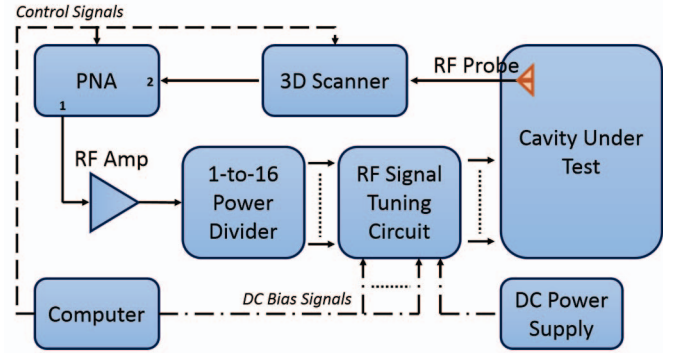 Control Signals
PNA
2
1
3D Scanner
RF Probe
Cavity Under
Test
RF Amp
1-to-16
Power
Divider
RF Signal
Tuning
Circuit
Computer
DC Bias Signals
DC Power
Supply